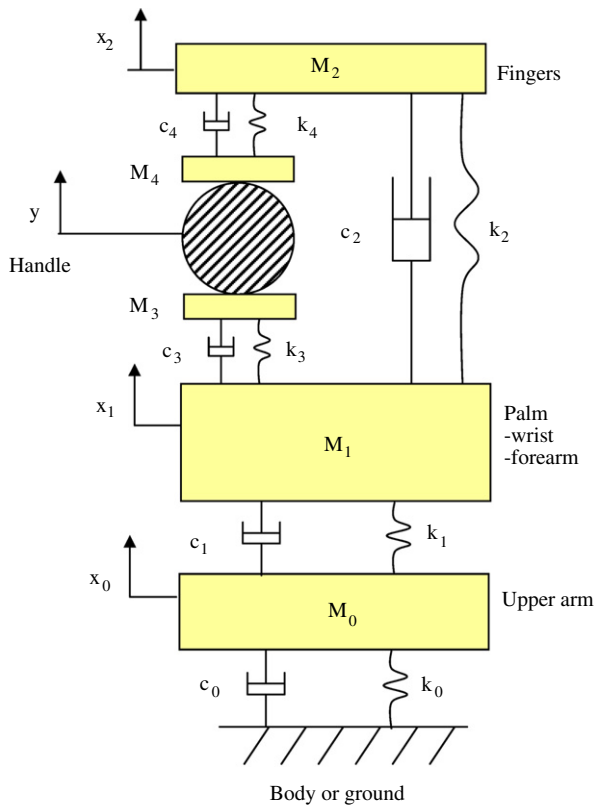 x₂
M₂
Fingers
c₄
k₄
M₄
y
Handle
c₂
k₂
M₃
c₃
k₃
x₁
M₁
Palm
-wrist
-forearm
c₁
k₁
x₀
M₀
Upper arm
c₀
k₀
Body or ground